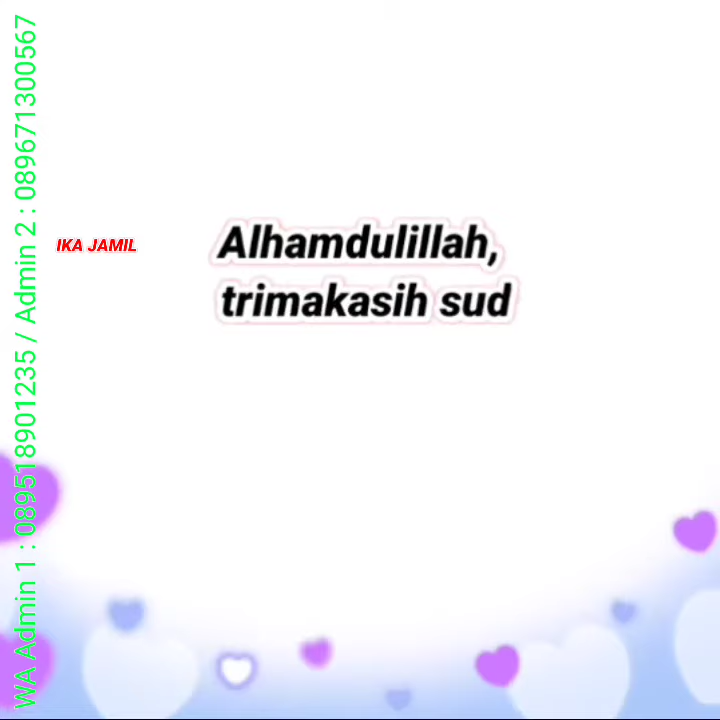 WA Admin 1 : 089518901235 / Admin 2 : 089671300567
IKA JAMIL
Alhamdulillah,
trimakasih sud